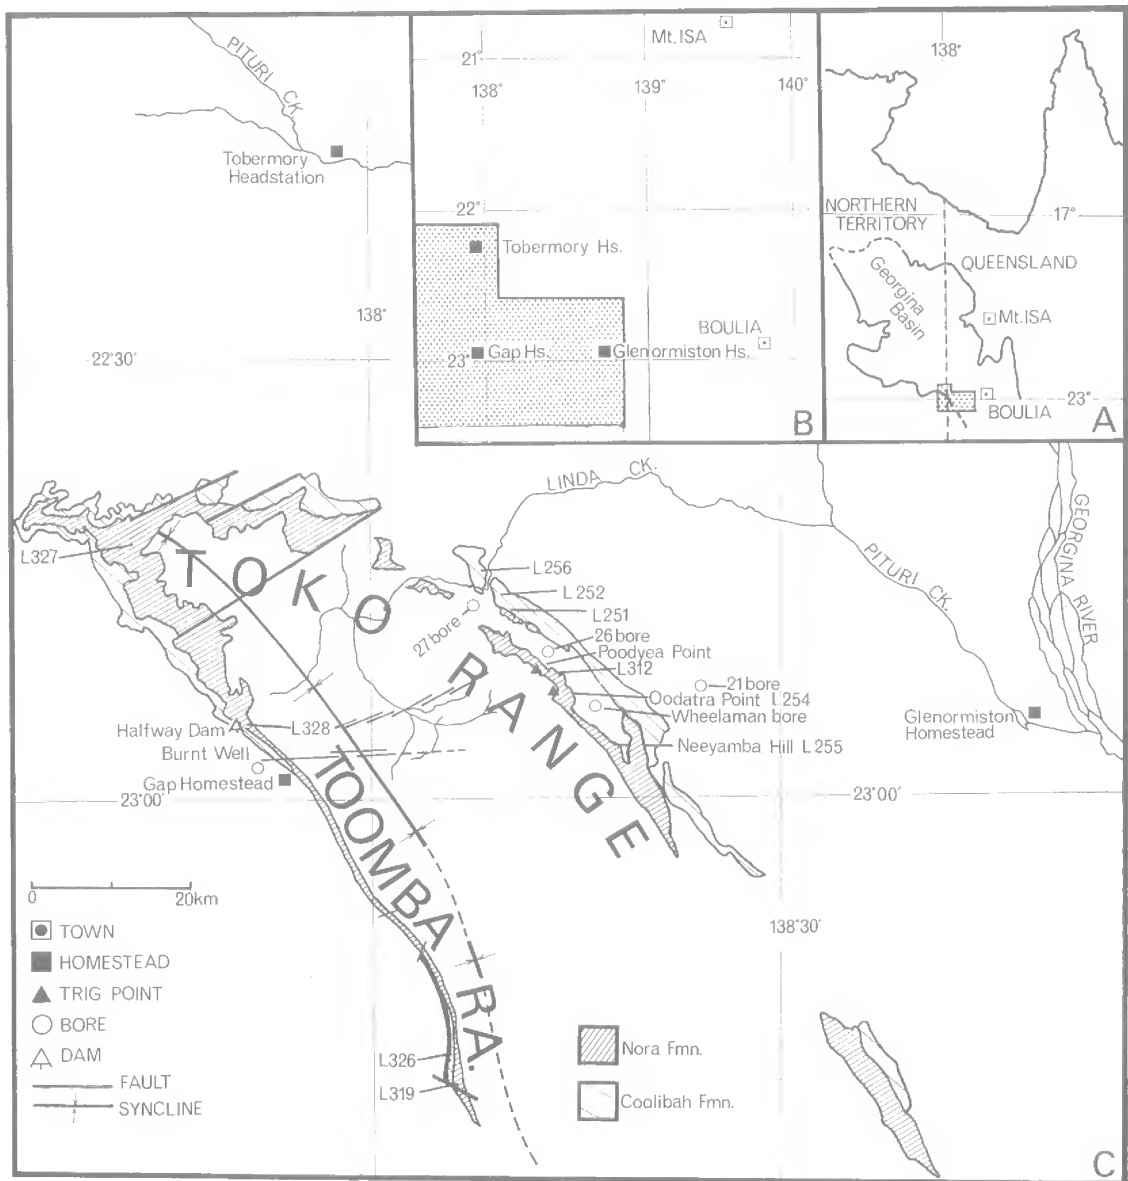 PITURI CK.
Tobermory
Headstation
138°
22°30'
Mt. ISA
21°
138°
139°
140°
22°
Tobermory Hs.
BOULIA
23°
Gap Hs.
Glenormiston Hs.
B
138°
NORTHERN
TERRITORY
17°
QUEENSLAND
Georgina
Basin
Mt.ISA
23°
BOULIA
A
LINDA CK.
PITURI CK.
GEORGINA RIVER
L327
TOKO
RANGE
L256
L252
L251
27 bore
26 bore
Poodyea Point
L312
21 bore
Oodatra Point L254
Wheelaman bore
Neeyamba Hill L255
Glenormiston
Homestead
Halfway Dam
L328
Burnt Well
Gap Homestead
23°00'
23°00'
TOOMBA RA.
0 20km
138°30'
TOWN
HOMESTEAD
TRIG POINT
BORE
DAM
FAULT
SYNCLINE
L326
L319
Nora Fmn.
Coolibah Fmn.
C